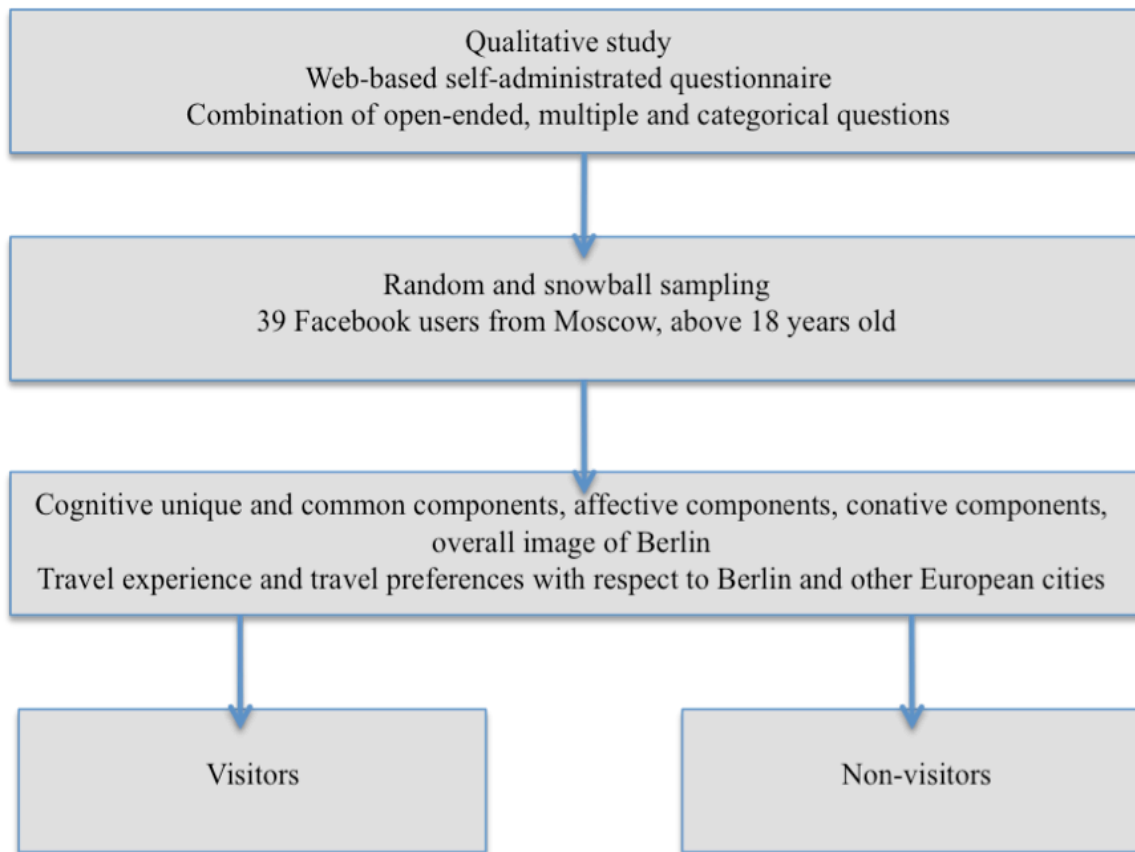 Qualitative study
Web-based self-administrated questionnaire
Combination of open-ended, multiple and categorical questions
Random and snowball sampling
39 Facebook users from Moscow, above 18 years old
Cognitive unique and common components, affective components, conative components,
overall image of Berlin
Travel experience and travel preferences with respect to Berlin and other European cities
Visitors
Non-visitors